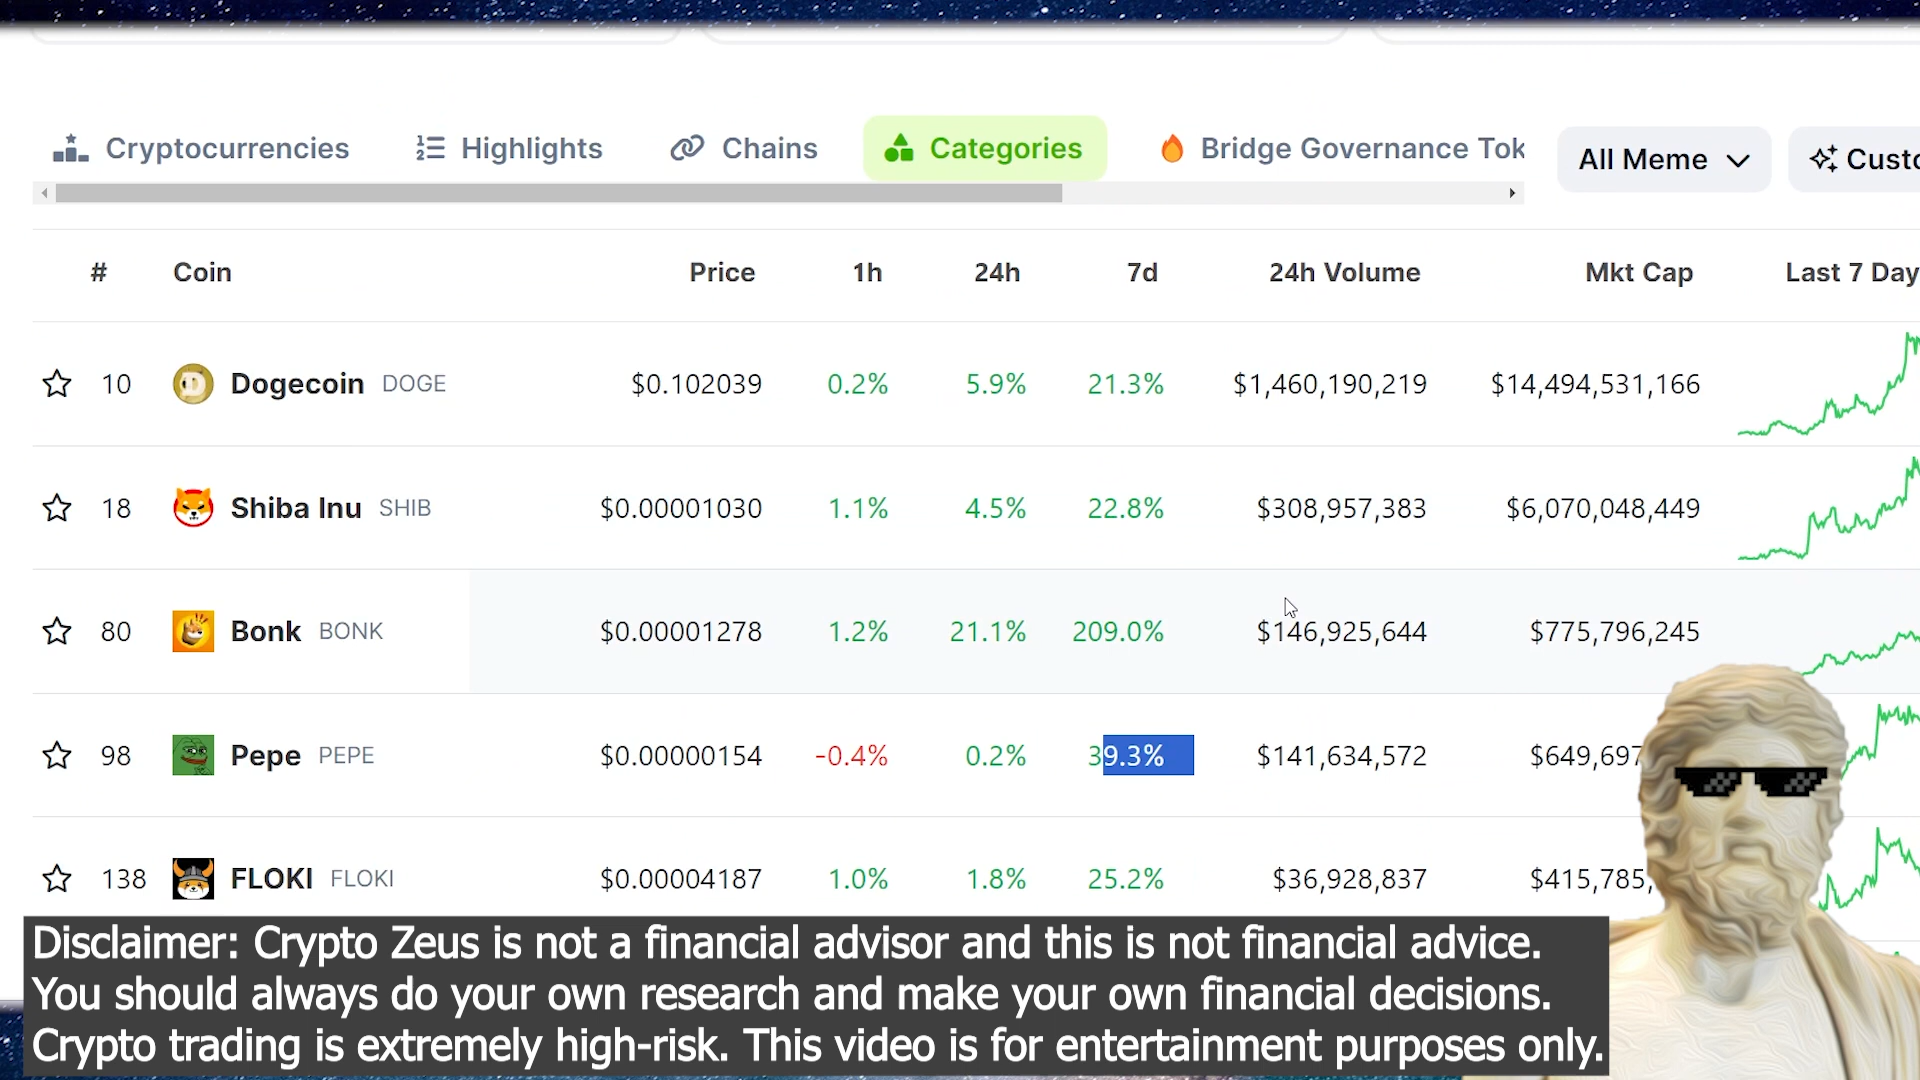 Cryptocurrencies Highlights Chains Categories Bridge Governance Tok All Meme Custo
# Coin Price 1h 24h 7d 24h Volume Mkt Cap Last 7 Day
10 Dogecoin DOGE $0.102039 0.2% 5.9% 21.3% $1,460,190,219 $14,494,531,166
18 Shiba Inu SHIB $0.00001030 1.1% 4.5% 22.8% $308,957,383 $6,070,048,449
80 Bonk BONK $0.00001278 1.2% 21.1% 209.0% $146,925,644 $775,796,245
98 Pepe PEPE $0.00000154 -0.4% 0.2% 39.3% $141,634,572 $649,697
138 FLOKI FLOKI $0.00004187 1.0% 1.8% 25.2% $36,928,837 $415,785,
Disclaimer: Crypto Zeus is not a financial advisor and this is not financial advice.
You should always do your own research and make your own financial decisions.
Crypto trading is extremely high-risk. This video is for entertainment purposes only.